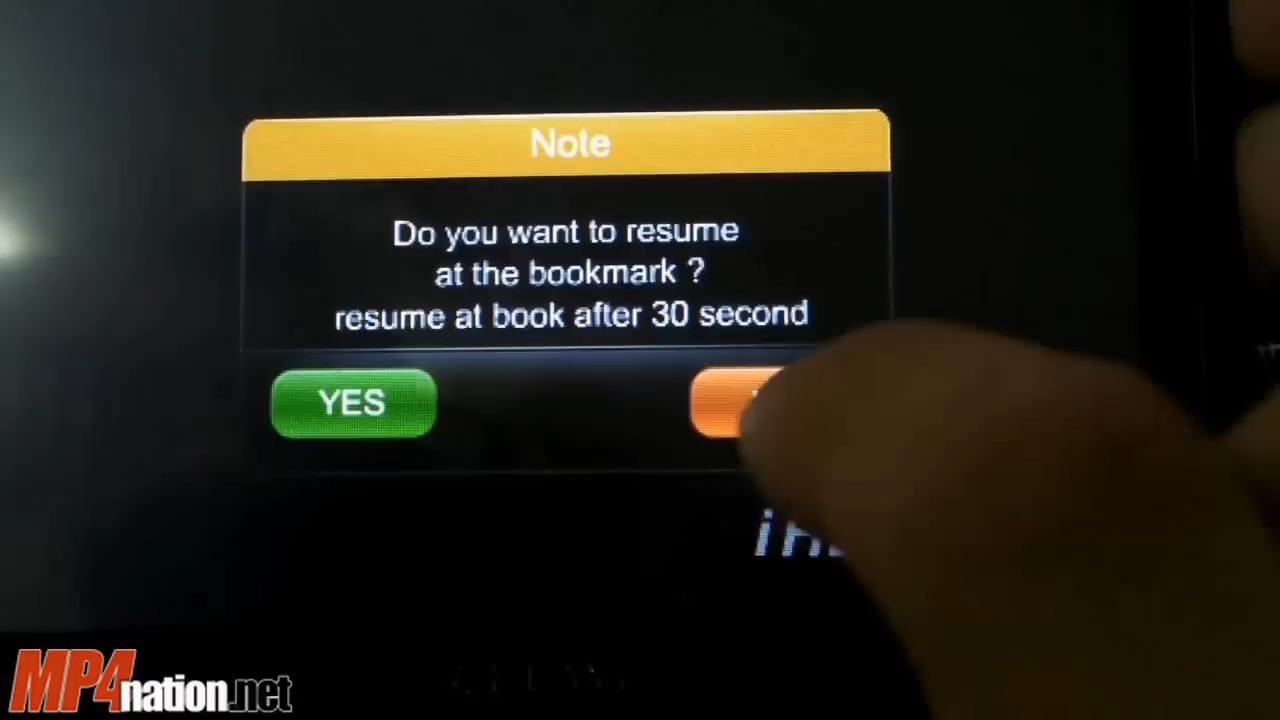 Note
Do you want to resume
at the bookmark ?
resume at book after 30 second
YES
MP4nation.net